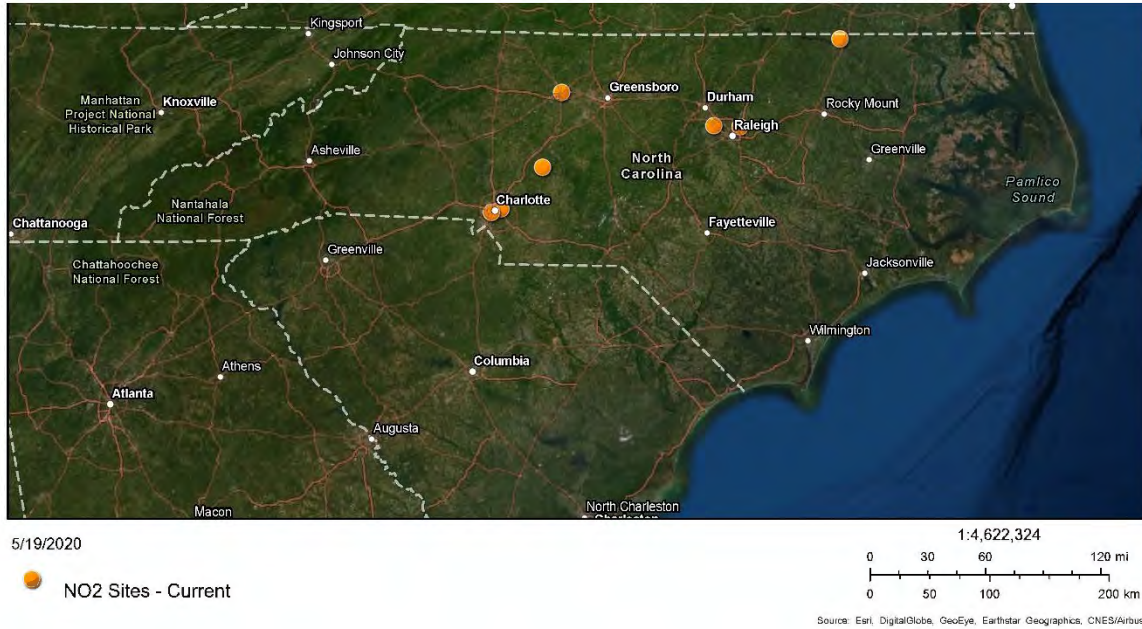 Kingsport
Johnson City
Manhattan
Project National
Historical Park
Knoxville
Greensboro
Durham
Rocky Mount
Raleigh
Asheville
North
Carolina
Greenville
Pamlico
Sound
Nantahala
National Forest
Charlotte
Chattanooga
Fayetteville
Greenville
Chattahoochee
National Forest
Jacksonville
Wilmington
Athens
Columbia
Atlanta
Augusta
Macon
North Charleston
Charleston
5/19/2020
NO2 Sites - Current
1:4,622,324
0 30 60 120 mi
0 50 100 200 km
Source: Esri, DigitalGlobe, GeoEye, Earthstar Geographics, CNES/Airbus